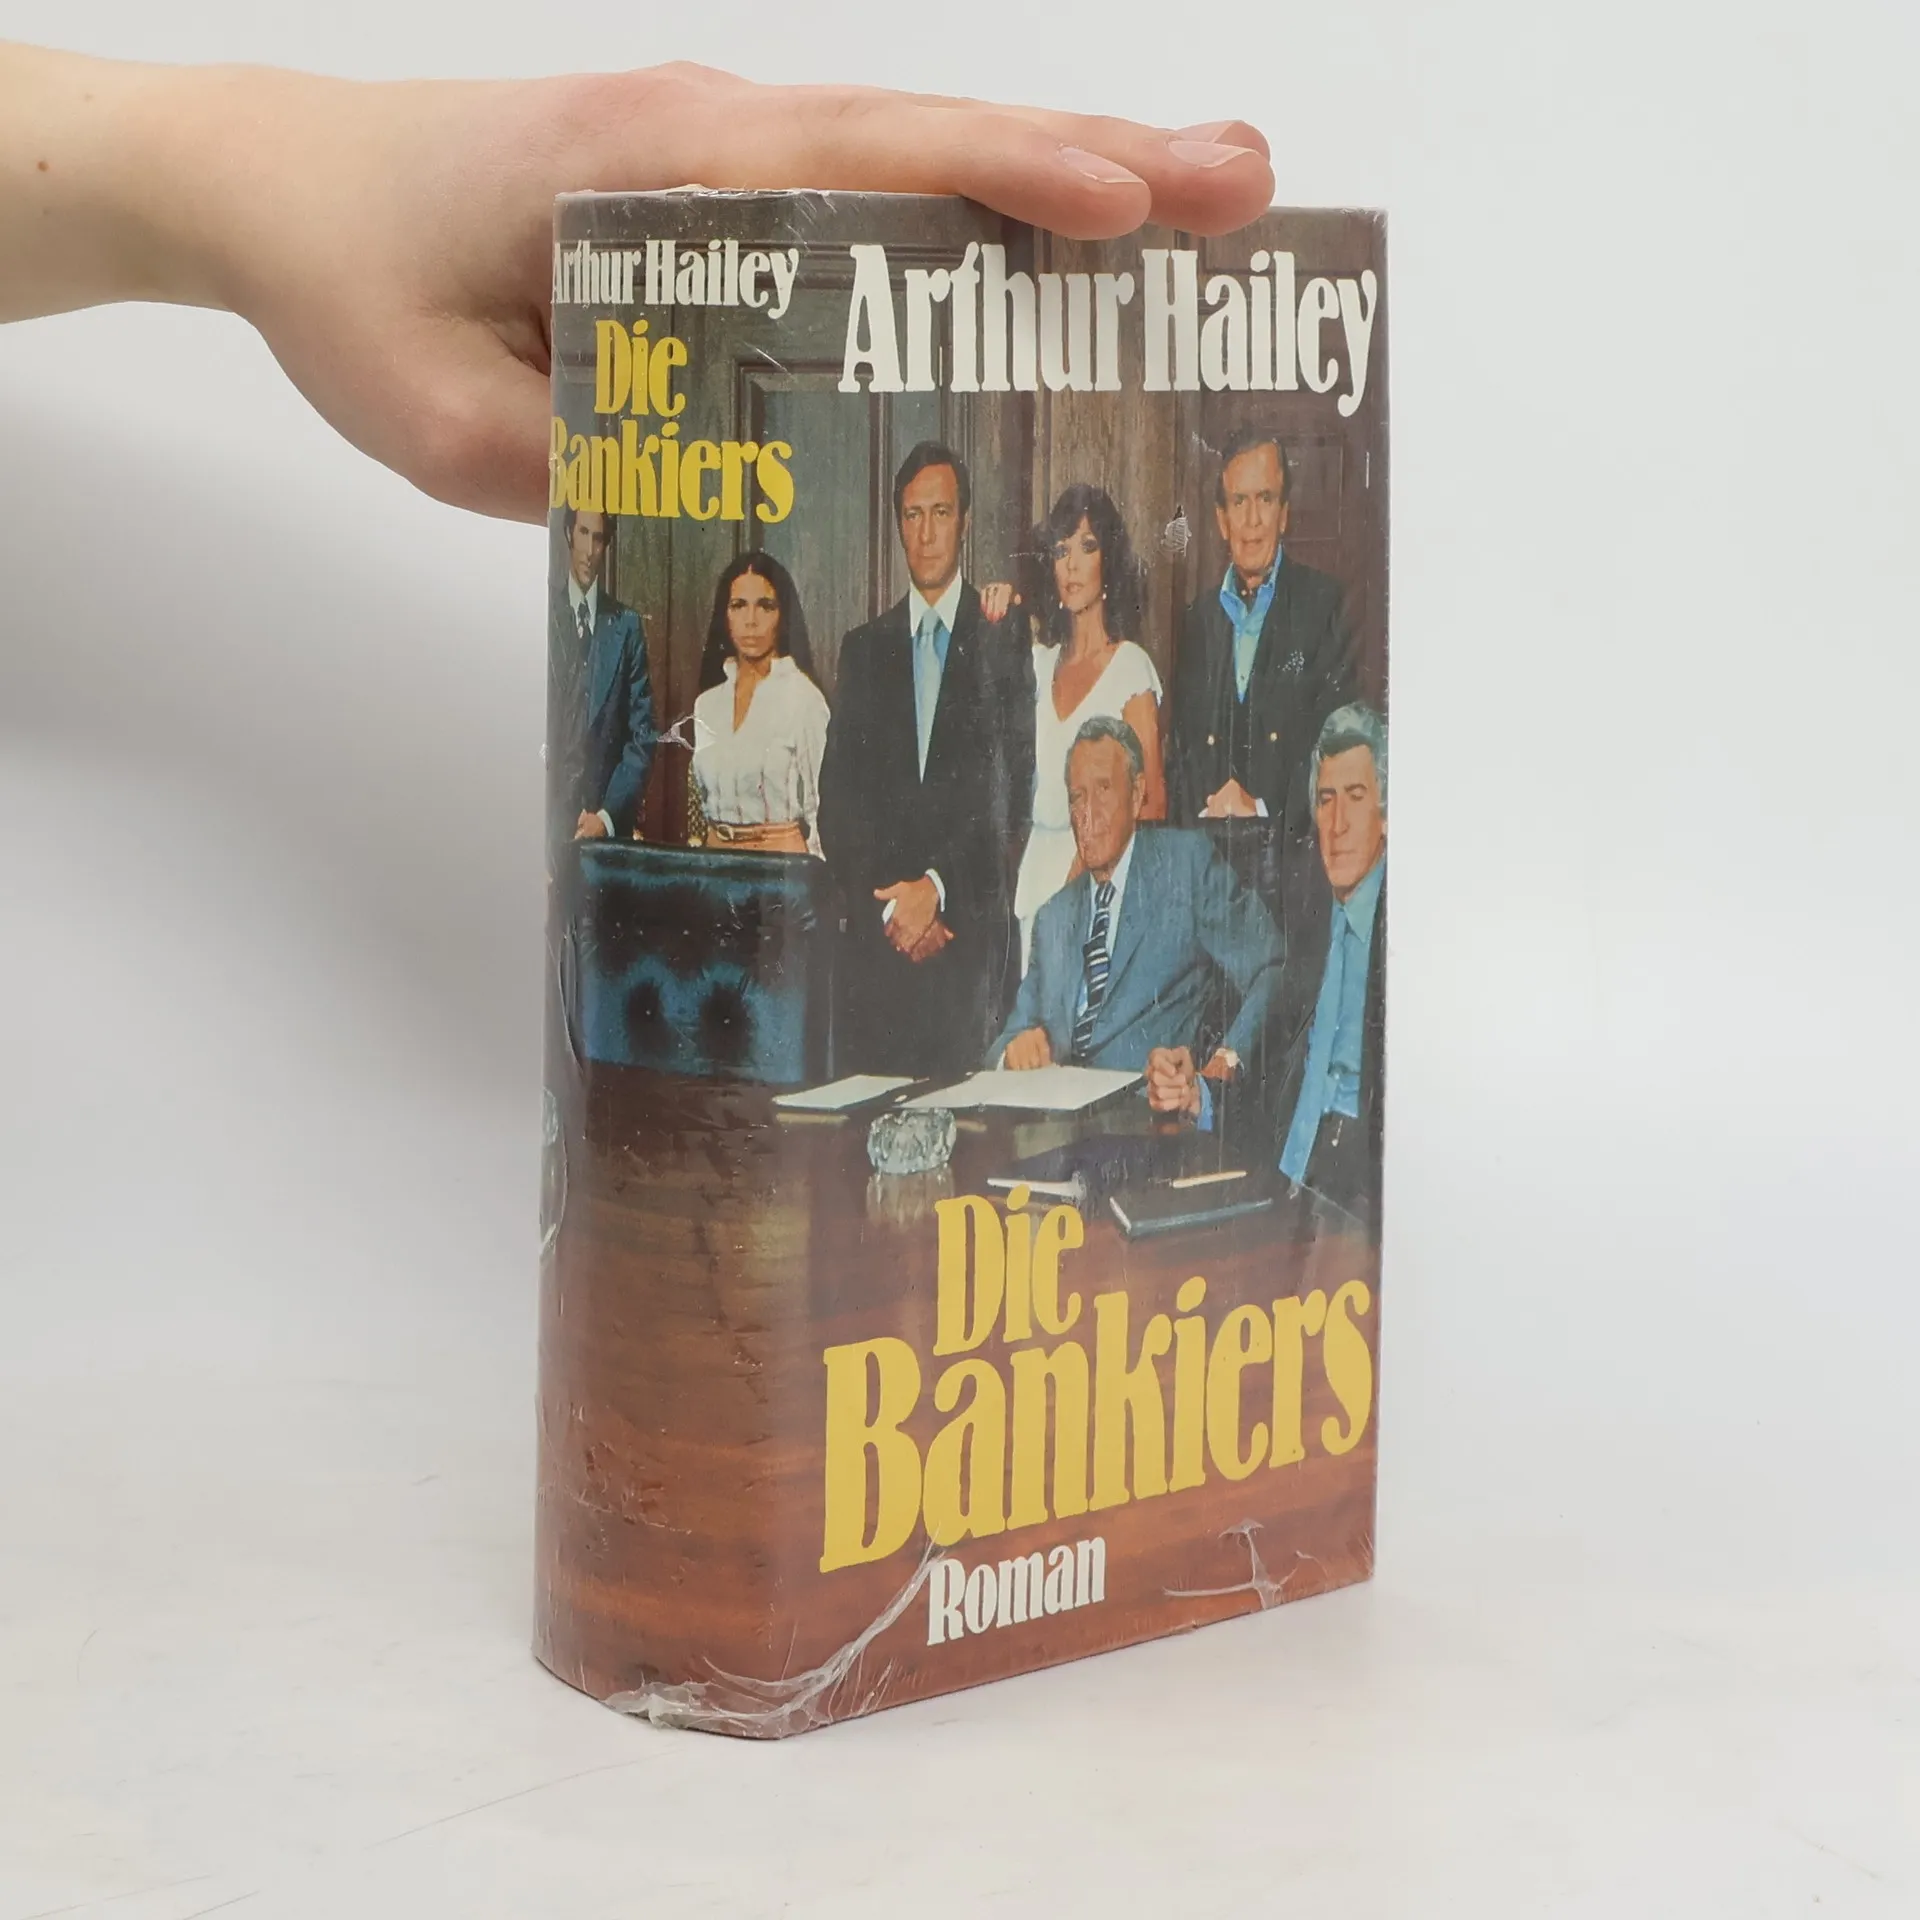 Arthur Hailey
Die
Bankiers
Arthur Hailey
Die
Bankiers
Roman